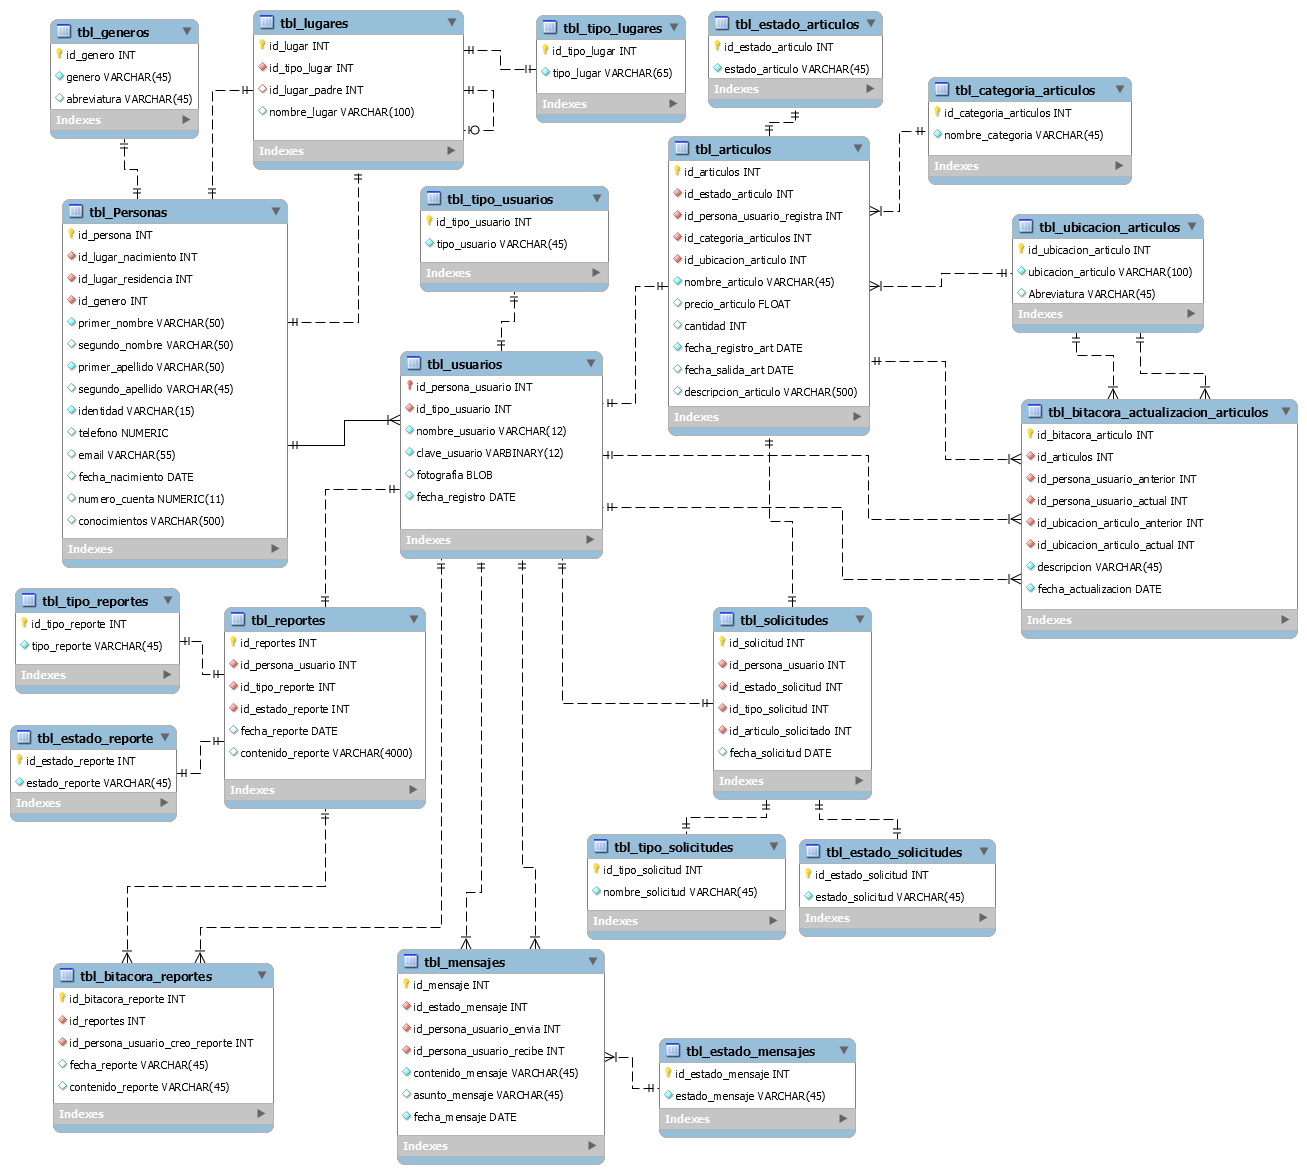 tbl_generos
id_genero INT
genero VARCHAR(45)
abreviatura VARCHAR(45)
Indexes
tbl_lugares
id_lugar INT
id_tipo_lugar INT
id_lugar_padre INT
nombre_lugar VARCHAR(100)
Indexes
tbl_tipo_lugares
id_tipo_lugar INT
tipo_lugar VARCHAR(65)
Indexes
tbl_estado_articulos
id_estado_articulo INT
estado_articulo VARCHAR(45)
Indexes
tbl_categoria_articulos
id_categoria_articulos INT
nombre_categoria VARCHAR(45)
Indexes
tbl_articulos
id_articulos INT
id_estado_articulo INT
id_persona_usuario_registra INT
id_categoria_articulos INT
id_ubicacion_articulo INT
nombre_articulo VARCHAR(45)
precio_articulo FLOAT
cantidad INT
fecha_registro_art DATE
fecha_salida_art DATE
descripcion_articulo VARCHAR(500)
Indexes
tbl_Personas
id_persona INT
id_lugar_nacimiento INT
id_lugar_residencia INT
id_genero INT
primer_nombre VARCHAR(50)
segundo_nombre VARCHAR(50)
primer_apellido VARCHAR(50)
segundo_apellido VARCHAR(45)
identidad VARCHAR(15)
telefono NUMERIC
email VARCHAR(55)
fecha_nacimiento DATE
numero_cuenta NUMERIC(11)
conocimientos VARCHAR(500)
Indexes
tbl_tipo_usuarios
id_tipo_usuario INT
tipo_usuario VARCHAR(45)
Indexes
tbl_ubicacion_articulos
id_ubicacion_articulo INT
ubicacion_articulo VARCHAR(100)
Abreviatura VARCHAR(45)
Indexes
tbl_usuarios
id_persona_usuario INT
id_tipo_usuario INT
nombre_usuario VARCHAR(12)
clave_usuario VARBINARY(12)
fotografia BLOB
fecha_registro DATE
Indexes
tbl_bitacora_actualizacion_articulos
id_bitacora_articulo INT
id_articulos INT
id_persona_usuario_anterior INT
id_persona_usuario_actual INT
id_ubicacion_articulo_anterior INT
id_ubicacion_articulo_actual INT
descripcion VARCHAR(45)
fecha_actualizacion DATE
Indexes
tbl_tipo_reportes
id_tipo_reporte INT
tipo_reporte VARCHAR(45)
Indexes
tbl_reportes
id_reportes INT
id_persona_usuario INT
id_tipo_reporte INT
id_estado_reporte INT
fecha_reporte DATE
contenido_reporte VARCHAR(4000)
Indexes
tbl_solicitudes
id_solicitud INT
id_persona_usuario INT
id_estado_solicitud INT
id_tipo_solicitud INT
id_articulo_solicitado INT
fecha_solicitud DATE
Indexes
tbl_estado_reporte
id_estado_reporte INT
estado_reporte VARCHAR(45)
Indexes
tbl_tipo_solicitudes
id_tipo_solicitud INT
nombre_solicitud VARCHAR(45)
Indexes
tbl_estado_solicitudes
id_estado_solicitud INT
estado_solicitud VARCHAR(45)
Indexes
tbl_bitacora_reportes
id_bitacora_reporte INT
id_reportes INT
id_persona_usuario_creo_reporte INT
fecha_reporte VARCHAR(45)
contenido_reporte VARCHAR(45)
Indexes
tbl_mensajes
id_mensaje INT
id_estado_mensaje INT
id_persona_usuario_envia INT
id_persona_usuario_recibe INT
contenido_mensaje VARCHAR(45)
asunto_mensaje VARCHAR(45)
fecha_mensaje DATE
Indexes
tbl_estado_mensajes
id_estado_mensaje INT
estado_mensaje VARCHAR(45)
Indexes